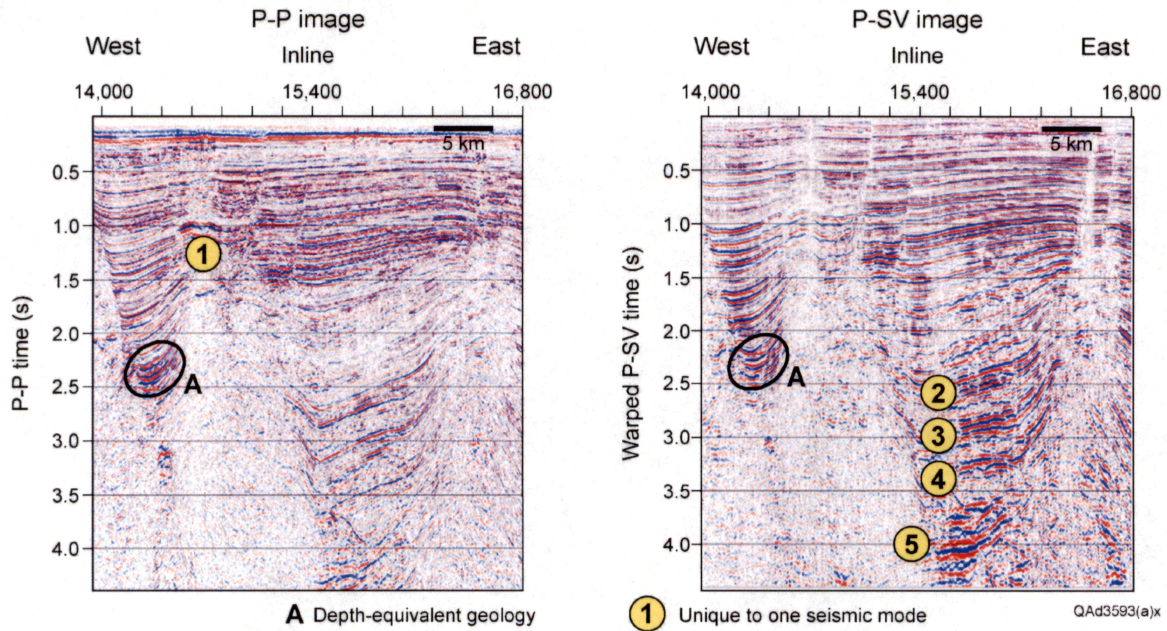 P-P image
West East
Inline
14,000 15,400 16,800
5 km
0.5
1.0
1.5
2.0
2.5
3.0
3.5
4.0
P-P time (s)
1
A
P-SV image
West East
Inline
14,000 15,400 16,800
5 km
0.5
1.0
1.5
2.0
2.5
3.0
3.5
4.0
Warped P-SV time (s)
A
2
3
4
5
A Depth-equivalent geology
1 Unique to one seismic mode
QAd3593(a)x